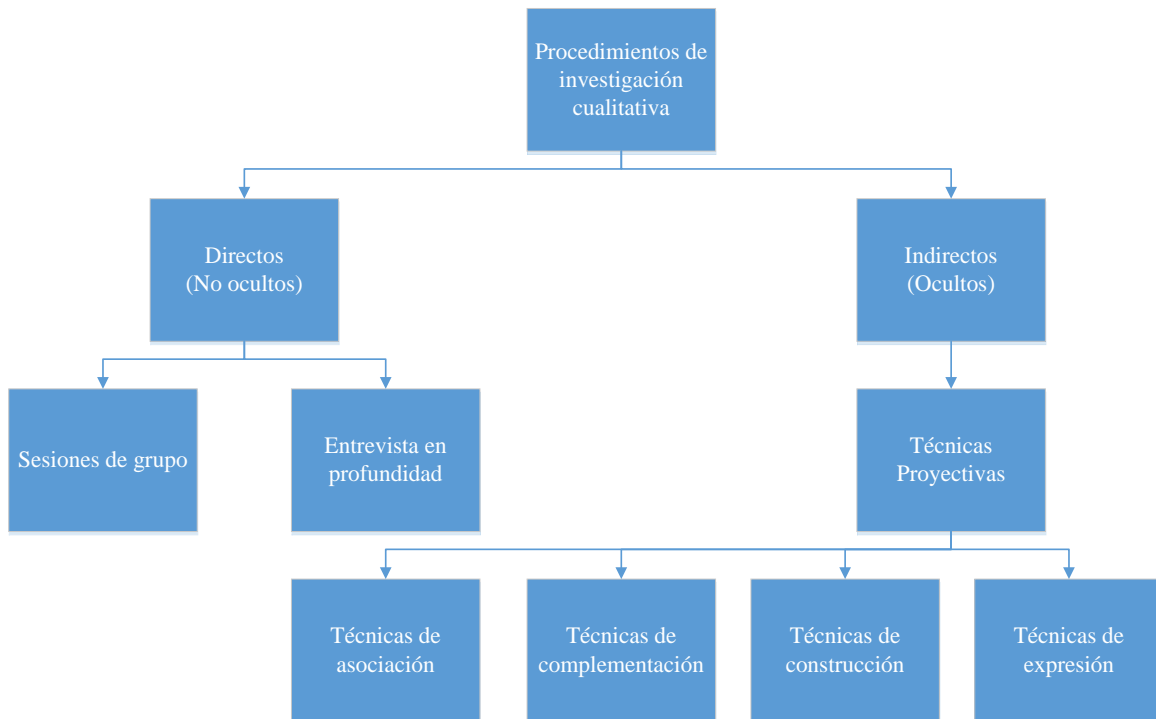 Procedimientos de
investigación
cualitativa
Directos
(No ocultos)
Indirectos
(Ocultos)
Sesiones de grupo
Entrevista en
profundidad
Técnicas
Proyectivas
Técnicas de
asociación
Técnicas de
complementación
Técnicas de
construcción
Técnicas de
expresión